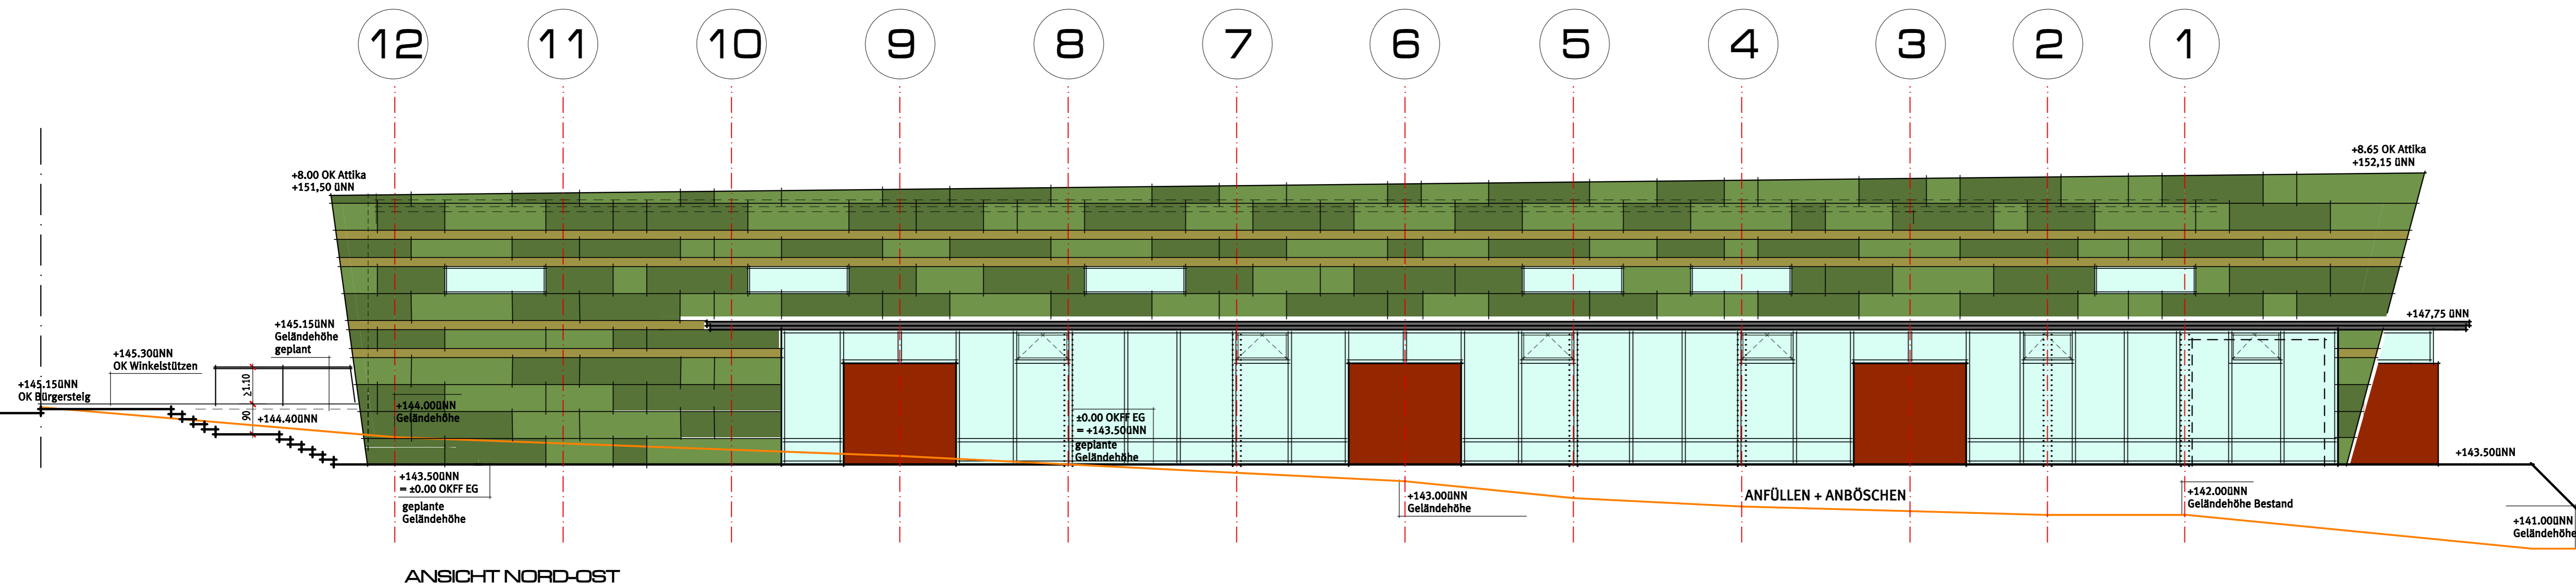 12 11 10 9 8 7 6 5 4 3 2 1
+8.00 OK Attika
+151,50 üNN
+8.65 OK Attika
+152,15 üNN
+147,75 üNN
+145.15üNN
Geländehöhe
geplant
+145.30üNN
OK Winkelstützen
+145.15üNN
OK Bürgersteig
≥1.10
90
+144.40üNN
+144.00üNN
Geländehöhe
±0.00 OKFF EG
= +143.50üNN
geplante
Geländehöhe
+143.50üNN
+143.50üNN
= ±0.00 OKFF EG
geplante
Geländehöhe
+143.00üNN
Geländehöhe
ANFÜLLEN + ANBÖSCHEN
+142.00üNN
Geländehöhe Bestand
+141.00üNN
Geländehöhe
ANSICHT NORD-OST